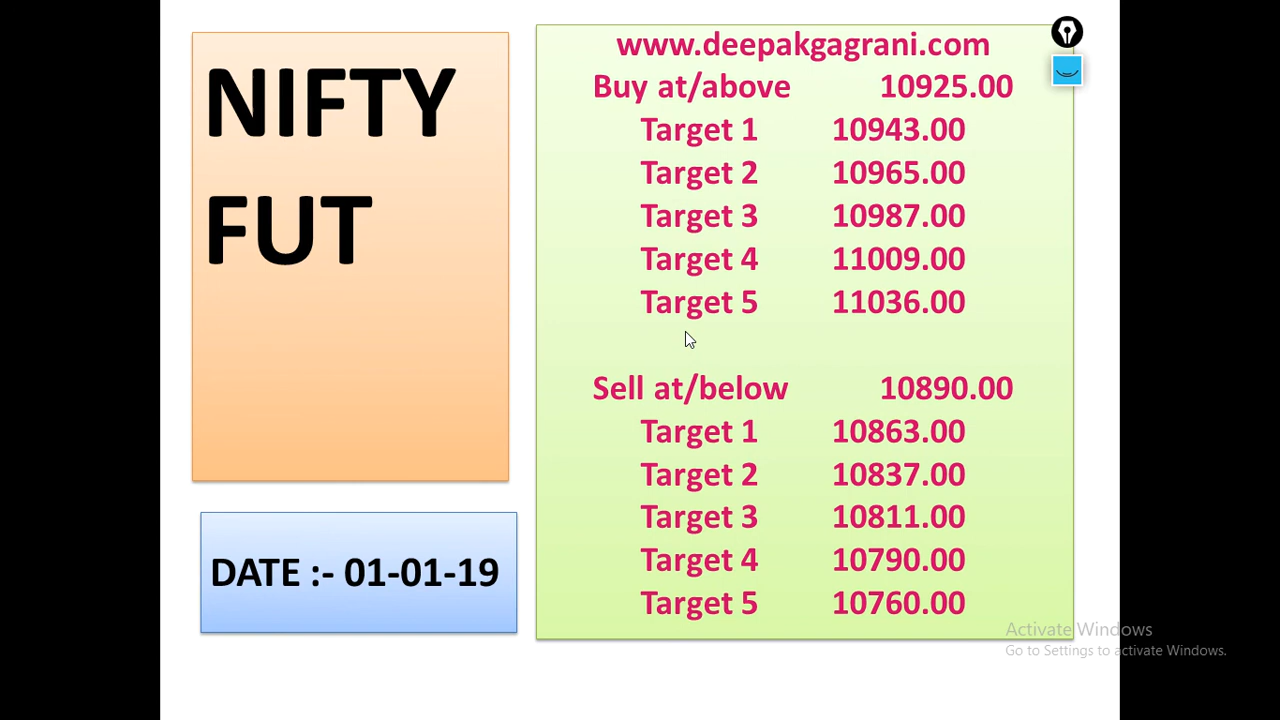 NIFTY
FUT
DATE :- 01-01-19
www.deepakgagrani.com
Buy at/above 10925.00
Target 1 10943.00
Target 2 10965.00
Target 3 10987.00
Target 4 11009.00
Target 5 11036.00
Sell at/below 10890.00
Target 1 10863.00
Target 2 10837.00
Target 3 10811.00
Target 4 10790.00
Target 5 10760.00
Activate Windows
Go to Settings to activate Windows.